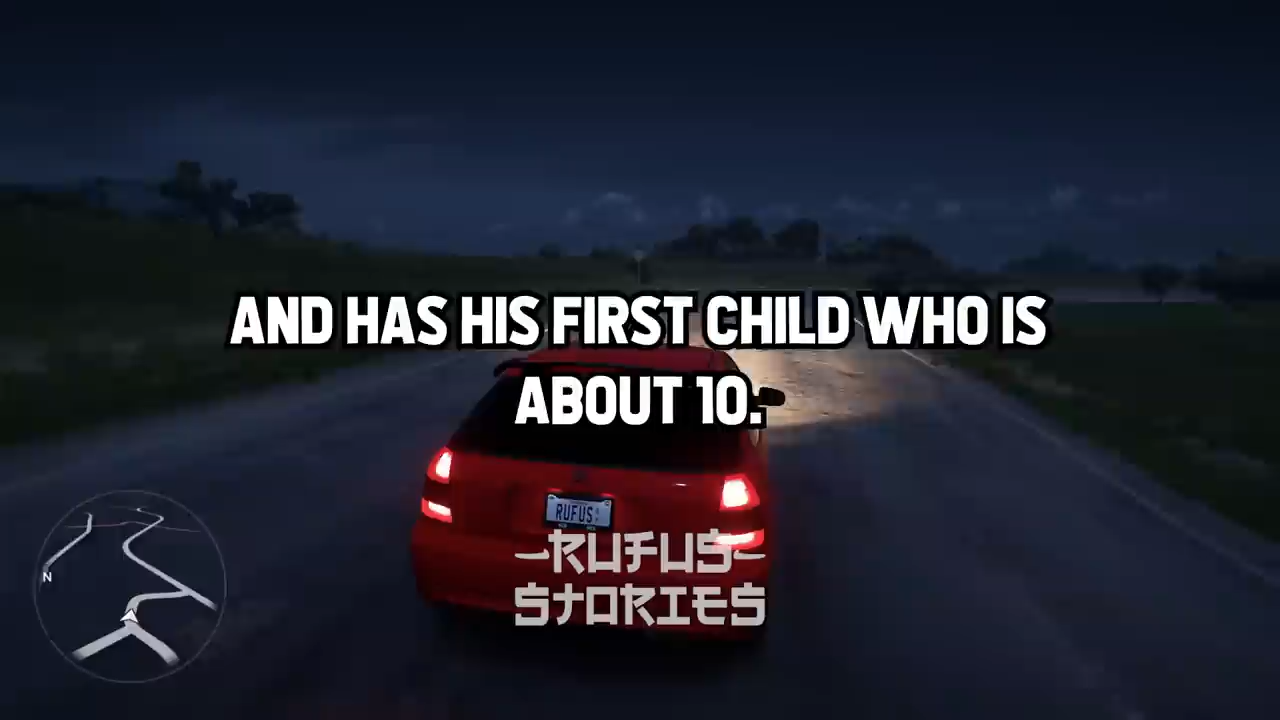 AND HAS HIS FIRST CHILD WHO IS
ABOUT 10.
N
RUFUS
-RUFUS-
STORIES